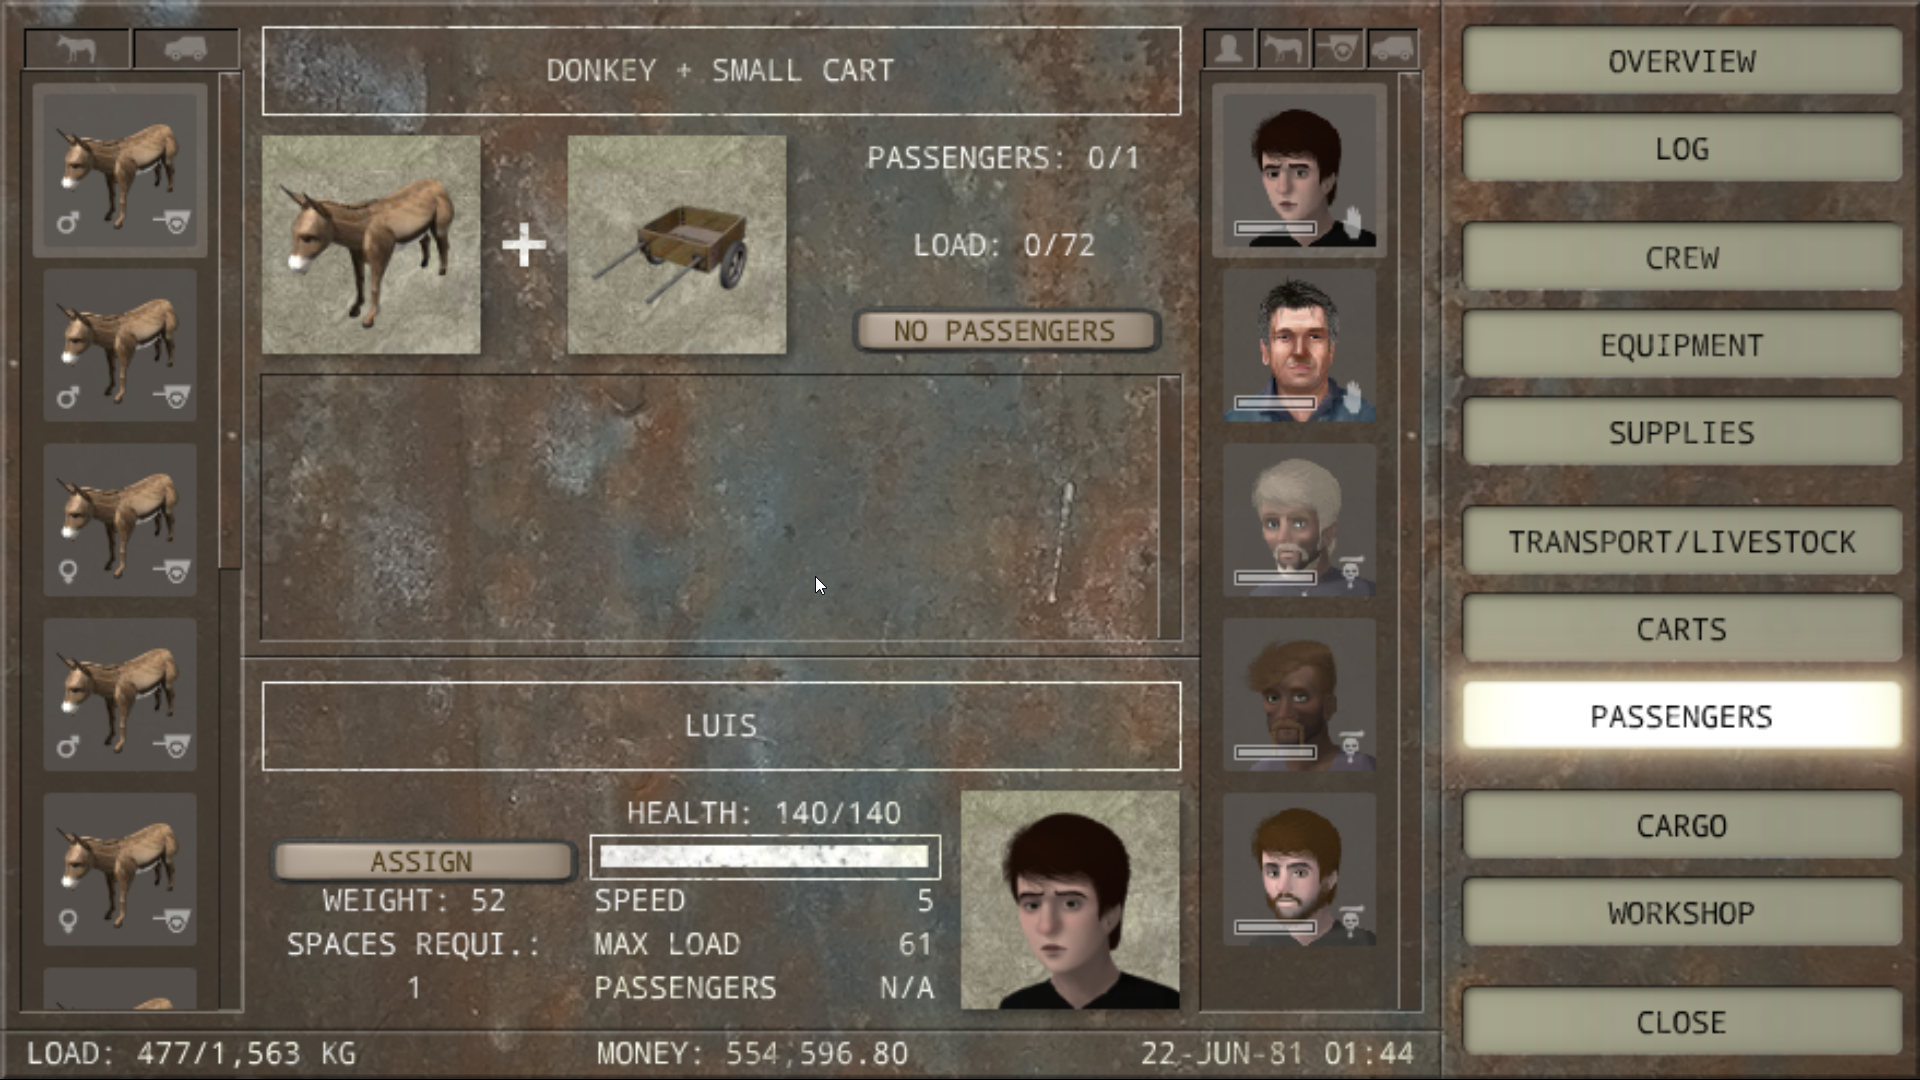 DONKEY + SMALL CART
PASSENGERS: 0/1
LOAD: 0/72
NO PASSENGERS
LUIS
HEALTH: 140/140
ASSIGN
WEIGHT: 52
SPACES REQUI.:
1
SPEED 5
MAX LOAD 61
PASSENGERS N/A
OVERVIEW
LOG
CREW
EQUIPMENT
SUPPLIES
TRANSPORT/LIVESTOCK
CARTS
PASSENGERS
CARGO
WORKSHOP
CLOSE
LOAD: 477/1,563 KG
MONEY: 554,596.80
22-JUN-81 01:44